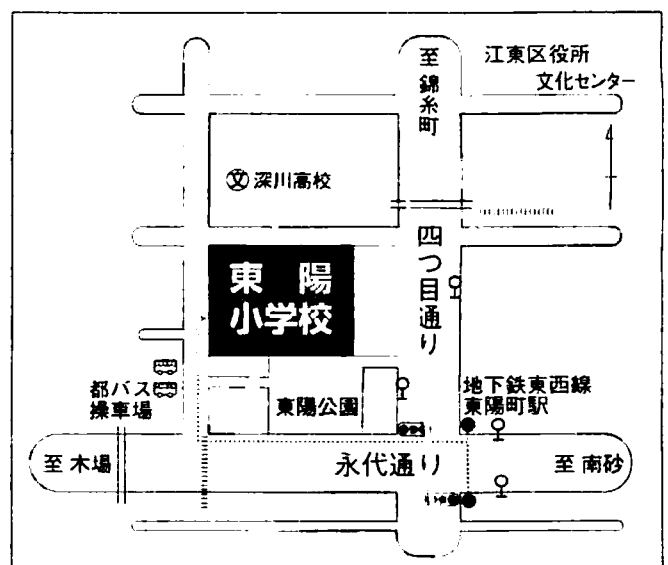 江東区役所
文化センター
至錦糸町
文 深川高校
四つ目通り
東陽
小学校
都バス
操車場
東陽公園
地下鉄東西線
東陽町駅
至木場
永代通り
至南砂